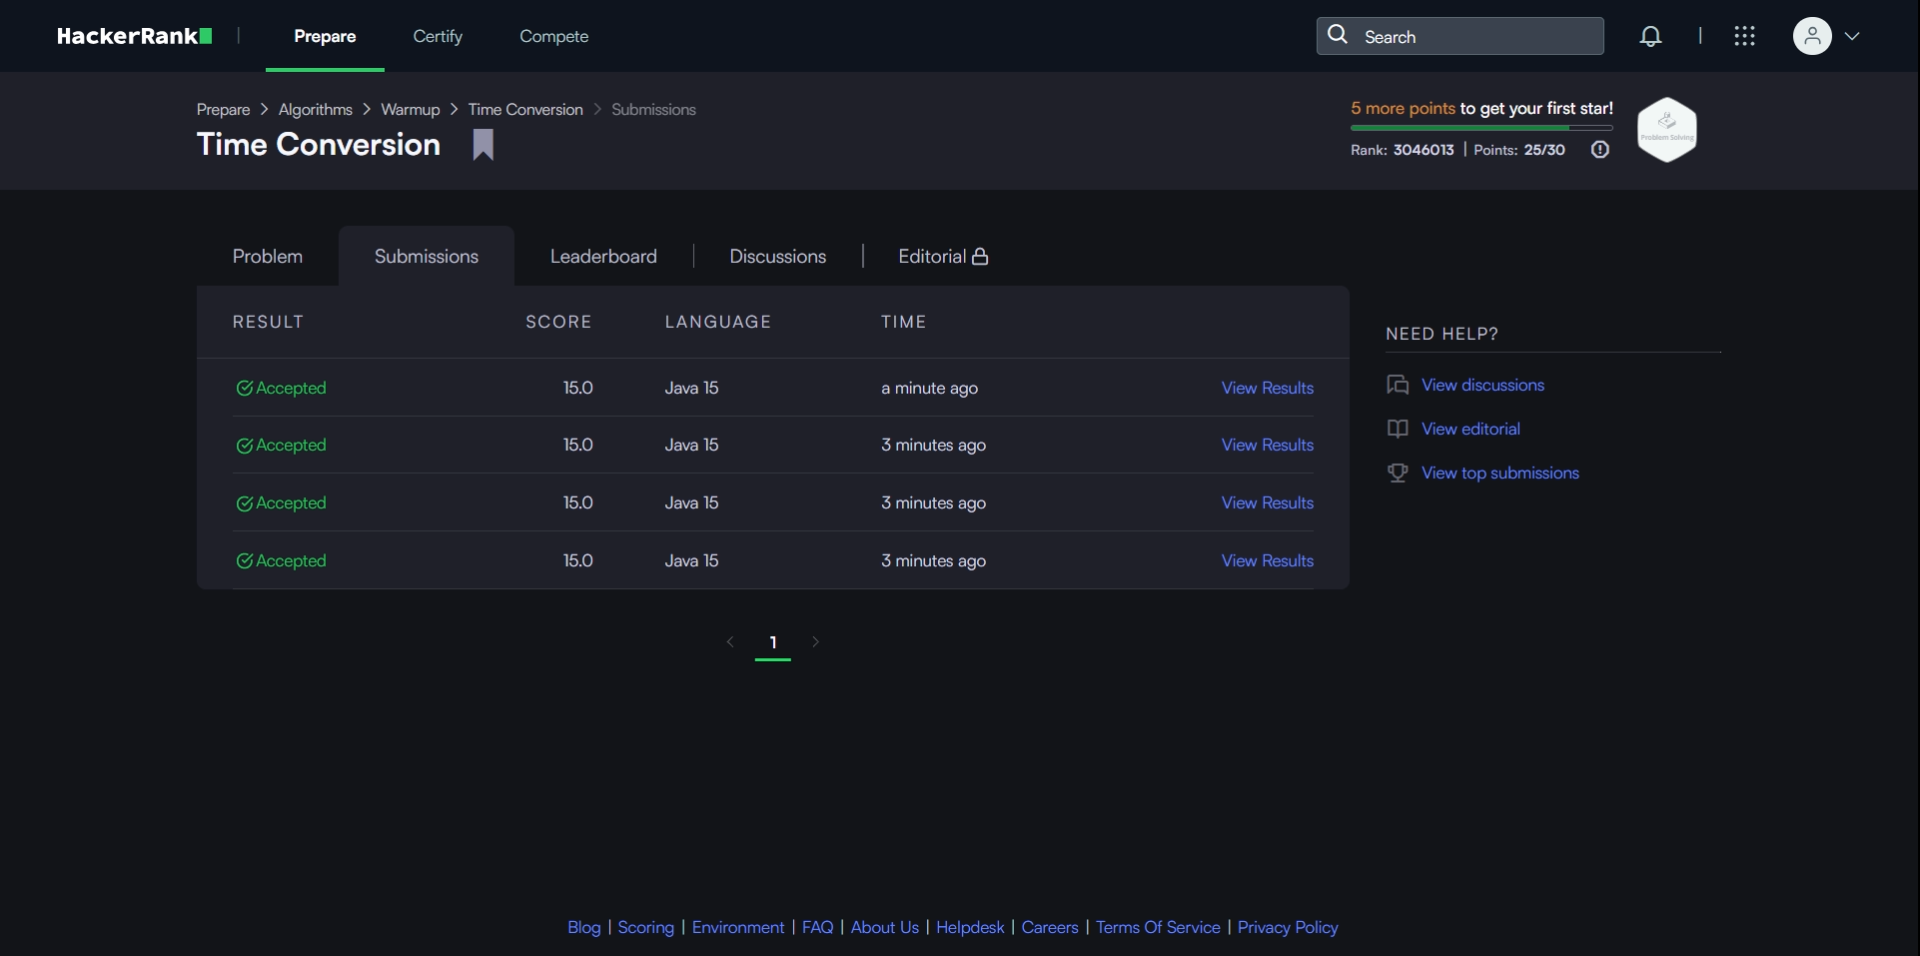 HackerRank | Prepare Certify Compete Search |
Prepare > Algorithms > Warmup > Time Conversion > Submissions
Time Conversion
5 more points to get your first star!
Rank: 3046013 | Points: 25/30
Problem Solving
Problem Submissions Leaderboard | Discussions | Editorial
RESULT SCORE LANGUAGE TIME
Accepted 15.0 Java 15 a minute ago View Results
Accepted 15.0 Java 15 3 minutes ago View Results
Accepted 15.0 Java 15 3 minutes ago View Results
Accepted 15.0 Java 15 3 minutes ago View Results
< 1 >
NEED HELP?
View discussions
View editorial
View top submissions
Blog | Scoring | Environment | FAQ | About Us | Helpdesk | Careers | Terms Of Service | Privacy Policy